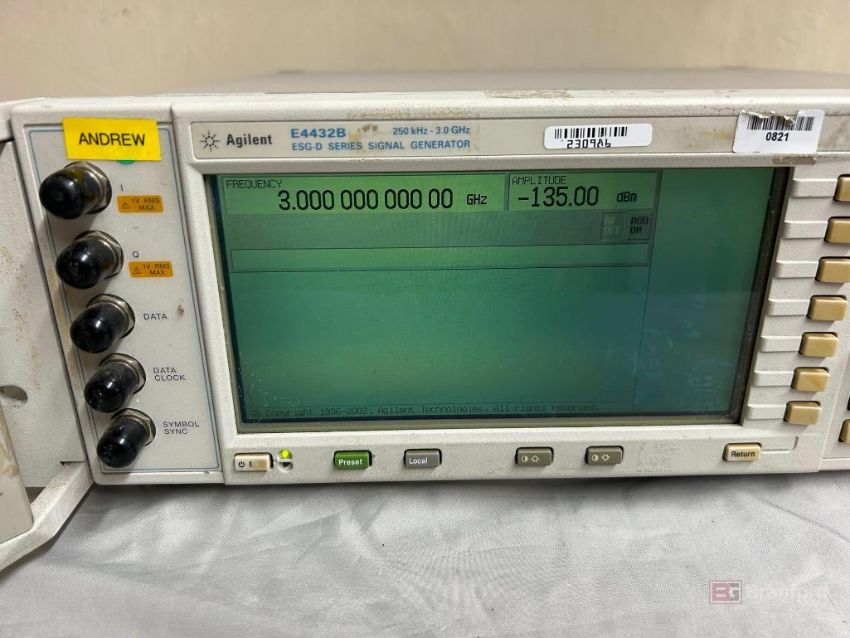 ANDREW
Agilent
E4432B 250 kHz - 3.0 GHz
ESG-D SERIES SIGNAL GENERATOR
230986
0821
I
1V RMS
MAX
Q
1V RMS
MAX
DATA
DATA
CLOCK
SYMBOL
SYNC
FREQUENCY
3.000 000 000 00 GHz
AMPLITUDE
-135.00 dBm
RF
OFF
MOD
ON
© Copyright 1996-2002, Agilent Technologies, All rights reserved.
Preset
Local
Return